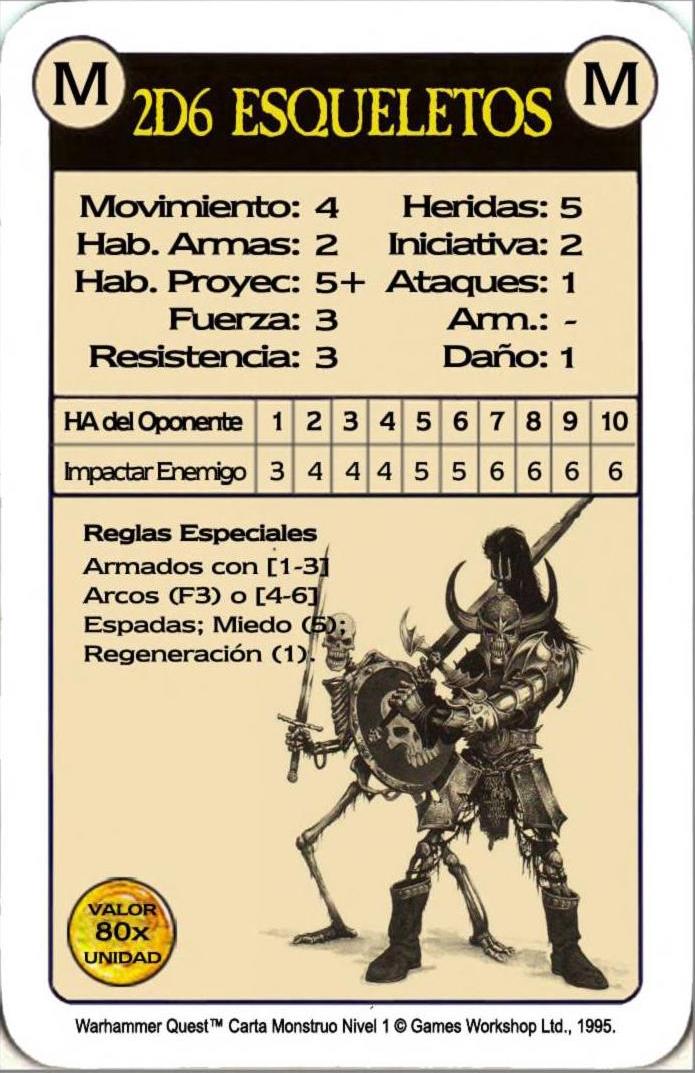 M M
2D6 ESQUELETOS
Movimiento: 4 Heridas: 5
Hab. Armas: 2 Iniciativa: 2
Hab. Proyec: 5+ Ataques: 1
Fuerza: 3 Arm.: -
Resistencia: 3 Daño: 1
HA del Oponente 1 2 3 4 5 6 7 8 9 10
Impactar Enemigo 3 4 4 4 5 5 6 6 6 6
Reglas Especiales
Armados con [1-3]
Arcos (F3) o [4-6]
Espadas; Miedo (5);
Regeneración (1).
VALOR
80x
UNIDAD
Warhammer Quest™ Carta Monstruo Nivel 1 © Games Workshop Ltd., 1995.